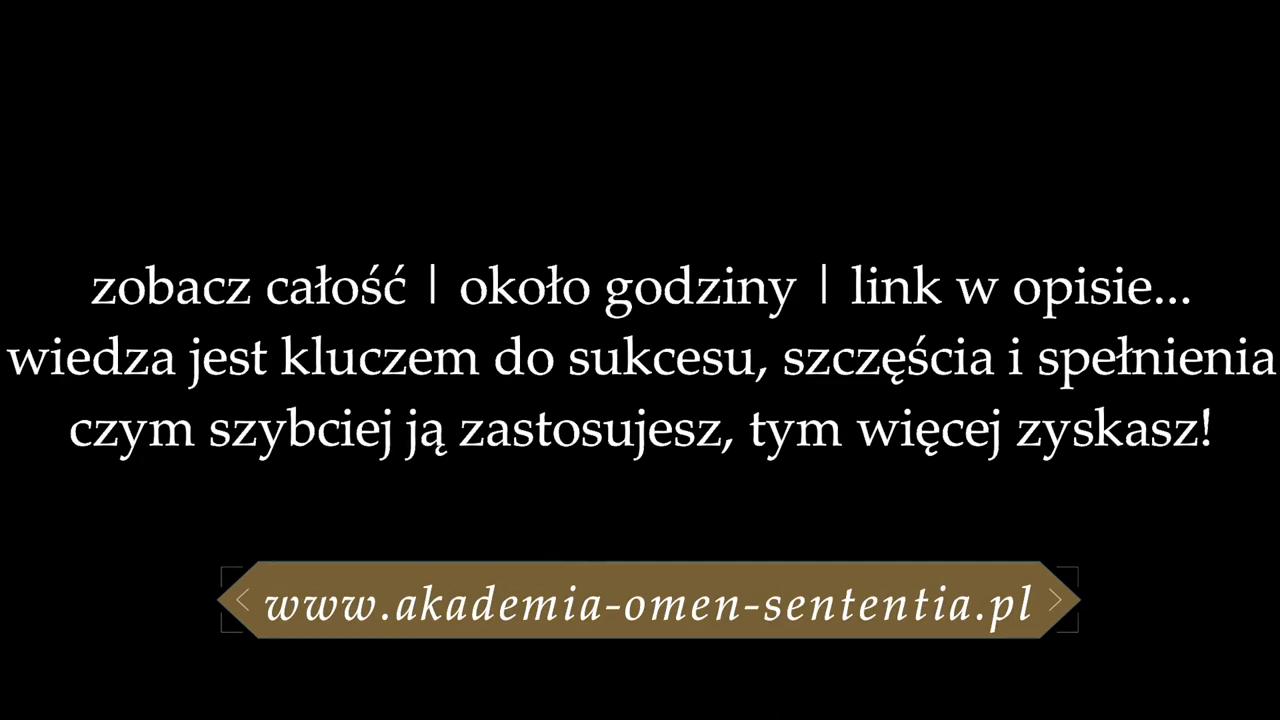 zobacz całość | około godziny | link w opisie...
wiedza jest kluczem do sukcesu, szczęścia i spełnienia
czym szybciej ją zastosujesz, tym więcej zyskasz!
www.akademia-omen-sententia.pl